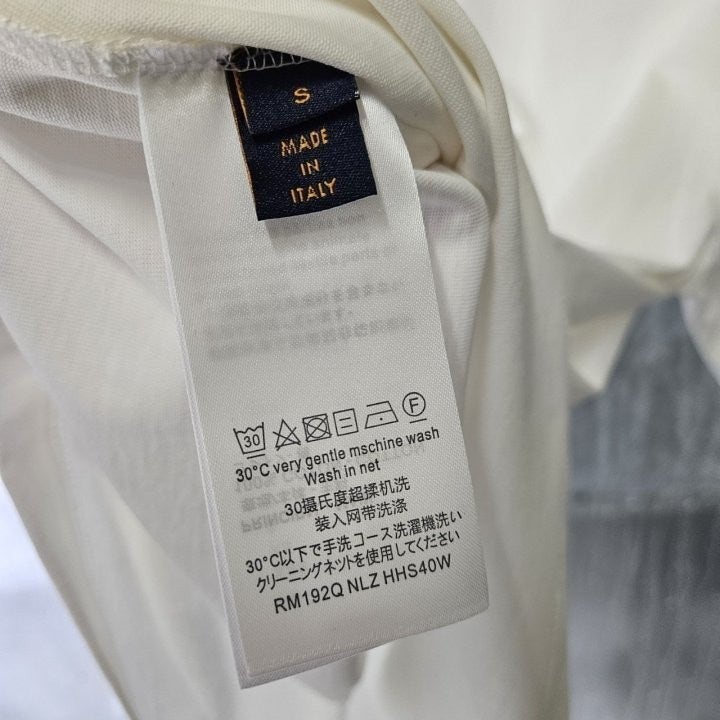 S
MADE
IN
ITALY
30
F
30°C very gentle mschine wash
Wash in net
30摄氏度超揉机洗
装入网带洗涤
30°C以下で手洗コース洗濯機洗い
クリーニングネットを使用してください
RM192Q NLZ HHS40W